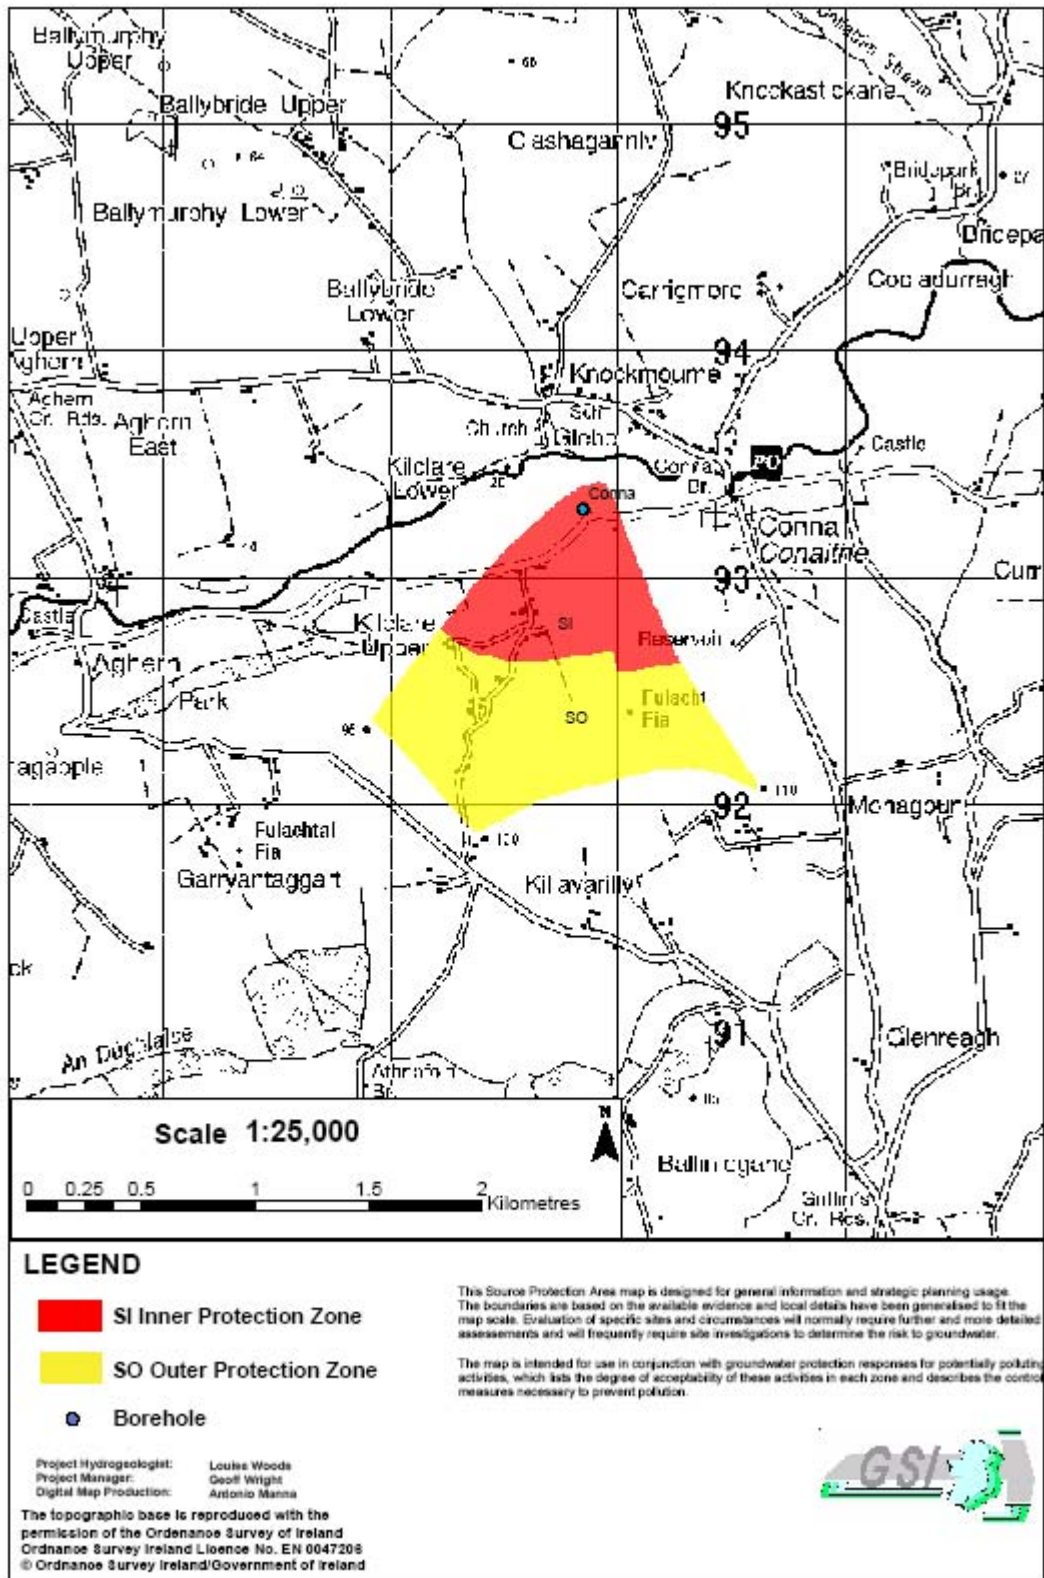 Ballymurphy
Upper
Ballybride Upper
Ballymurphy Lower
Knockmourne
Carrigmore
Ballybride
Lower
Upper
Aghern
Cr. Rds.
Aghern
East
Church
Sch
Glebe
Kilclare
Lower
Conna
Br.
PO
Castle
Conna
Conna
95
94
93
92
91
Castle
Aghern
Park
Kilclare
Upper
SI
SO
Reservoir
Fulacht
Fia
Fulachtaí
Fia
Garryantaggart
Killavarilly
Monagour
Glenreagh
Br.
Scale 1:25,000
N
0 0.25 0.5 1 1.5 2
Kilometres
LEGEND
SI Inner Protection Zone
SO Outer Protection Zone
Borehole
This Source Protection Area map is designed for general information and strategic planning usage.
The boundaries are based on the available evidence and local details have been generalised to fit the
map scale. Evaluation of specific sites and circumstances will normally require further and more detailed
assessments and will frequently require site investigations to determine the risk to groundwater.
The map is intended for use in conjunction with groundwater protection responses for potentially polluting
activities, which lists the degree of acceptability of these activities in each zone and describes the control
measures necessary to prevent pollution.
Project Hydrogeologist: Louise Woods
Project Manager: Geoff Wright
Digital Map Production: Antonio Manna
GSI
The topographic base is reproduced with the
permission of the Ordenance Survey of Ireland
Ordnance Survey Ireland Licence No. EN 0047206
© Ordnance Survey Ireland/Government of Ireland